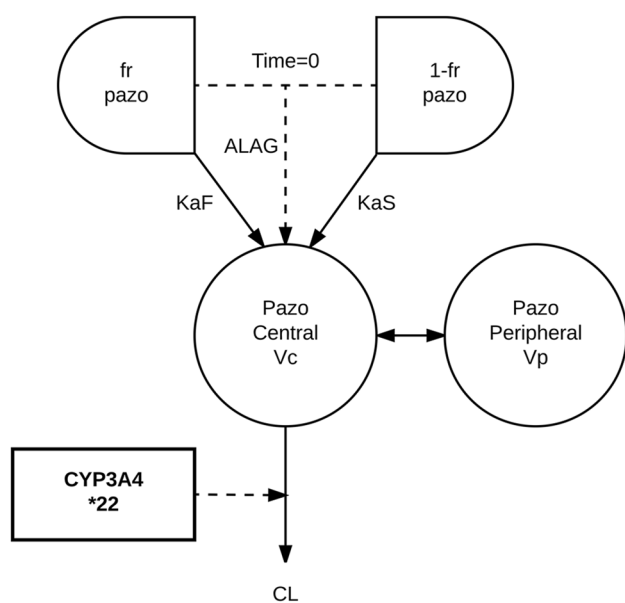 fr
pazo
Time=0
1-fr
pazo
ALAG
KaF
KaS
Pazo
Central
Vc
Pazo
Peripheral
Vp
CYP3A4
*22
CL